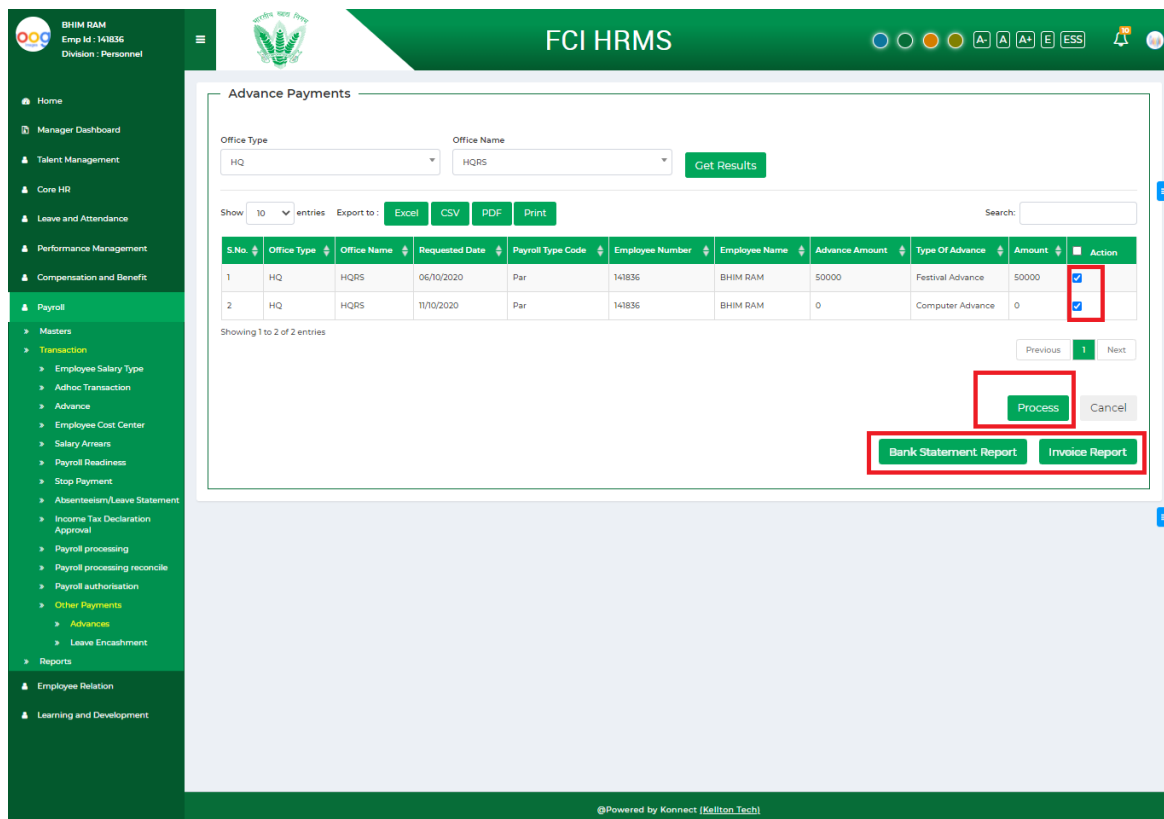 BHIM RAM
Emp Id : 141836
Division : Personnel
भारतीय खाद्य निगम
FCI HRMS
A- A A+ E ESS
10
Home
Manager Dashboard
Talent Management
Core HR
Leave and Attendance
Performance Management
Compensation and Benefit
Payroll
» Masters
» Transaction
» Employee Salary Type
» Adhoc Transaction
» Advance
» Employee Cost Center
» Salary Arrears
» Payroll Readiness
» Stop Payment
» Absenteeism/Leave Statement
» Income Tax Declaration
Approval
» Payroll processing
» Payroll processing reconcile
» Payroll authorisation
» Other Payments
» Advances
» Leave Encashment
» Reports
Employee Relation
Learning and Development
Advance Payments
Office Type Office Name
HQ HQRS Get Results
Show 10 entries Export to : Excel CSV PDF Print Search:
S.No. Office Type Office Name Requested Date Payroll Type Code Employee Number Employee Name Advance Amount Type Of Advance Amount Action
1 HQ HQRS 06/10/2020 Par 141836 BHIM RAM 50000 Festival Advance 50000
2 HQ HQRS 11/10/2020 Par 141836 BHIM RAM 0 Computer Advance 0
Showing 1 to 2 of 2 entries
Previous 1 Next
Process Cancel
Bank Statement Report Invoice Report
@Powered by Konnect (Kellton Tech)